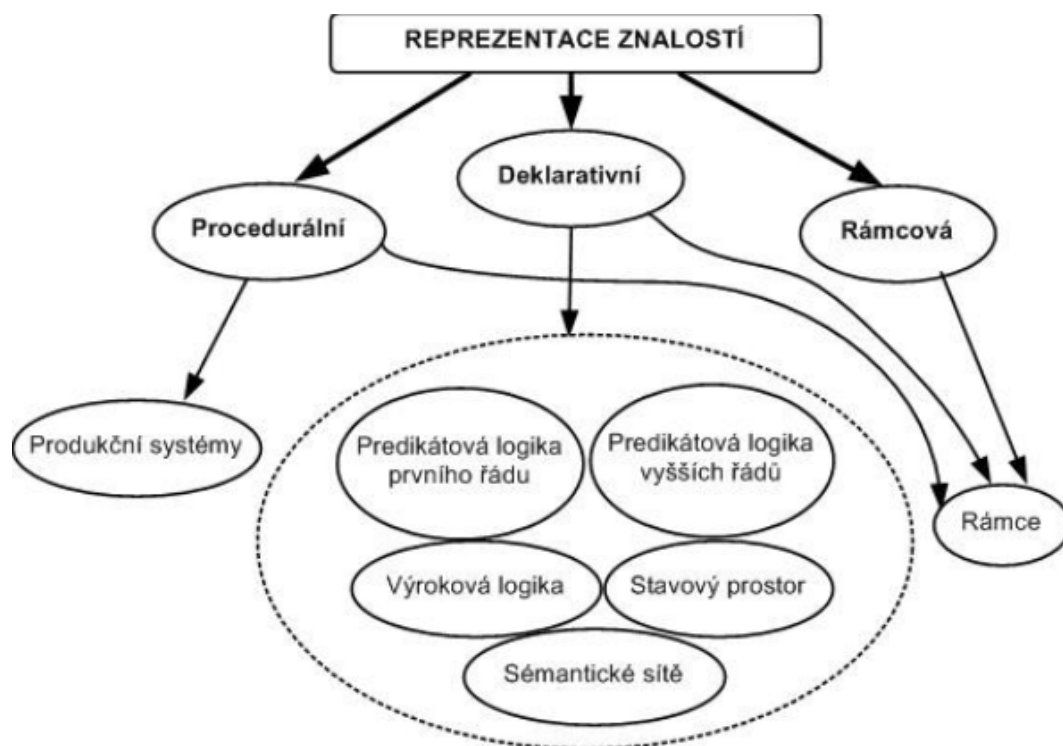 REPREZENTACE ZNALOSTÍ
Deklarativní
Procedurální
Rámcová
Produkční systémy
Predikátová logika
prvního řádu
Predikátová logika
vyšších řádů
Rámce
Výroková logika
Stavový prostor
Sémantické sítě